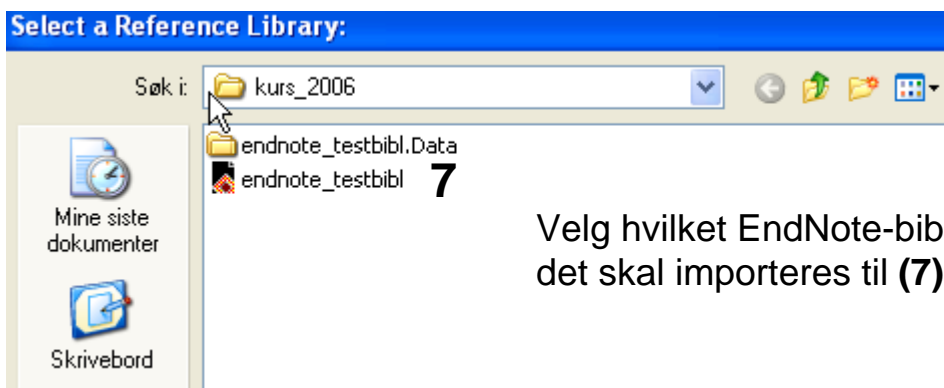 Select a Reference Library:
Søk i: kurs_2006
endnote_testbibl.Data
endnote_testbibl 7
Mine siste
dokumenter
Velg hvilket EndNote-bib
det skal importeres til (7)
Skrivebord